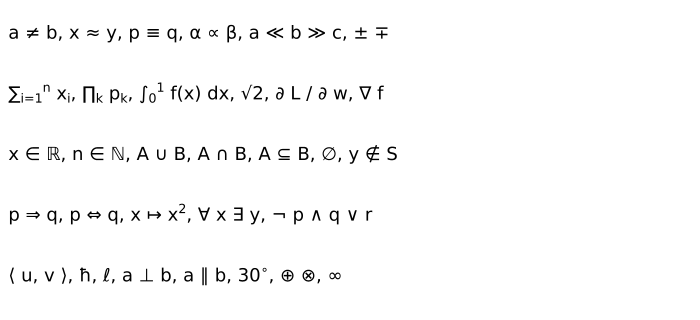 a ≠ b, x ≈ y, p ≡ q, α ∝ β, a ≪ b ≫ c, ± ∓
∑ᵢ₌₁ⁿ xᵢ, ∏ₖ pₖ, ∫₀¹ f(x) dx, √2, ∂ L / ∂ w, ∇ f
x ∈ ℝ, n ∈ ℕ, A ∪ B, A ∩ B, A ⊆ B, ∅, y ∉ S
p ⇒ q, p ⇔ q, x ↦ x², ∀ x ∃ y, ¬ p ∧ q ∨ r
⟨ u, v ⟩, ħ, ℓ, a ⊥ b, a ∥ b, 30°, ⊕ ⊗, ∞